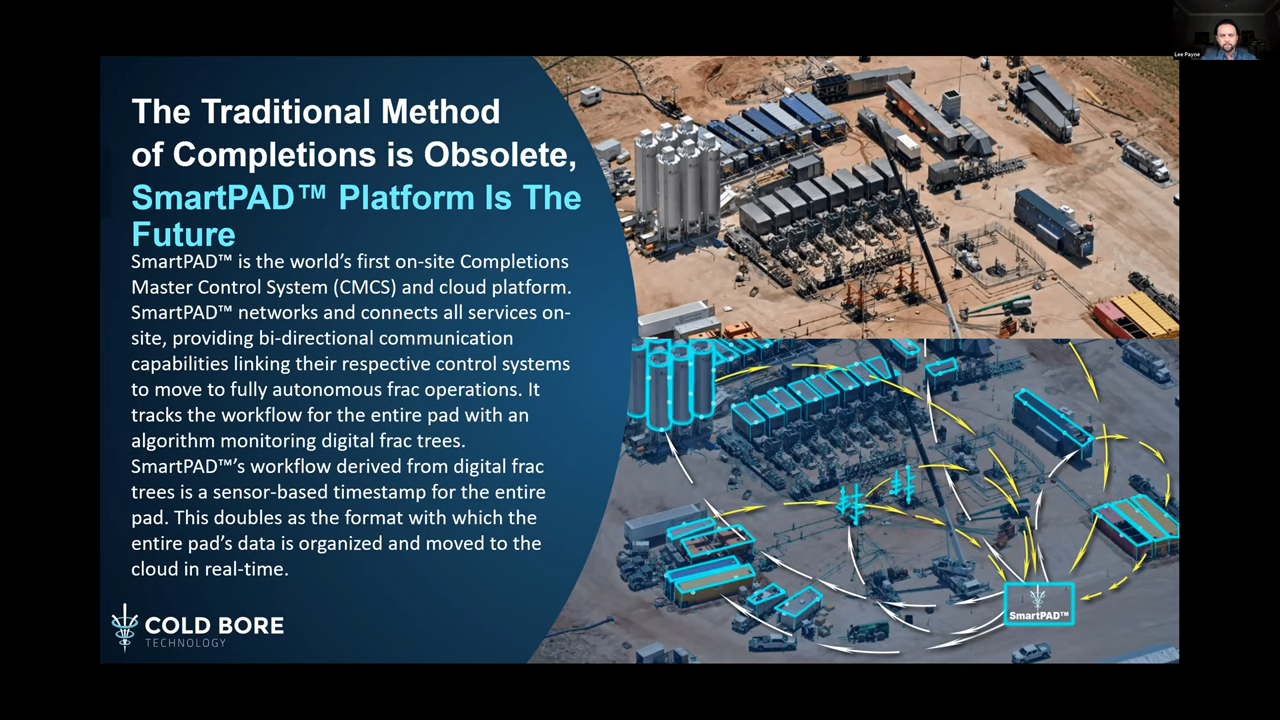 Lee Payne
The Traditional Method
of Completions is Obsolete,
SmartPAD™ Platform Is The
Future
SmartPAD™ is the world’s first on-site Completions
Master Control System (CMCS) and cloud platform.
SmartPAD™ networks and connects all services on-
site, providing bi-directional communication
capabilities linking their respective control systems
to move to fully autonomous frac operations. It
tracks the workflow for the entire pad with an
algorithm monitoring digital frac trees.
SmartPAD™’s workflow derived from digital frac
trees is a sensor-based timestamp for the entire
pad. This doubles as the format with which the
entire pad’s data is organized and moved to the
cloud in real-time.
SmartPAD™
COLD BORE
TECHNOLOGY